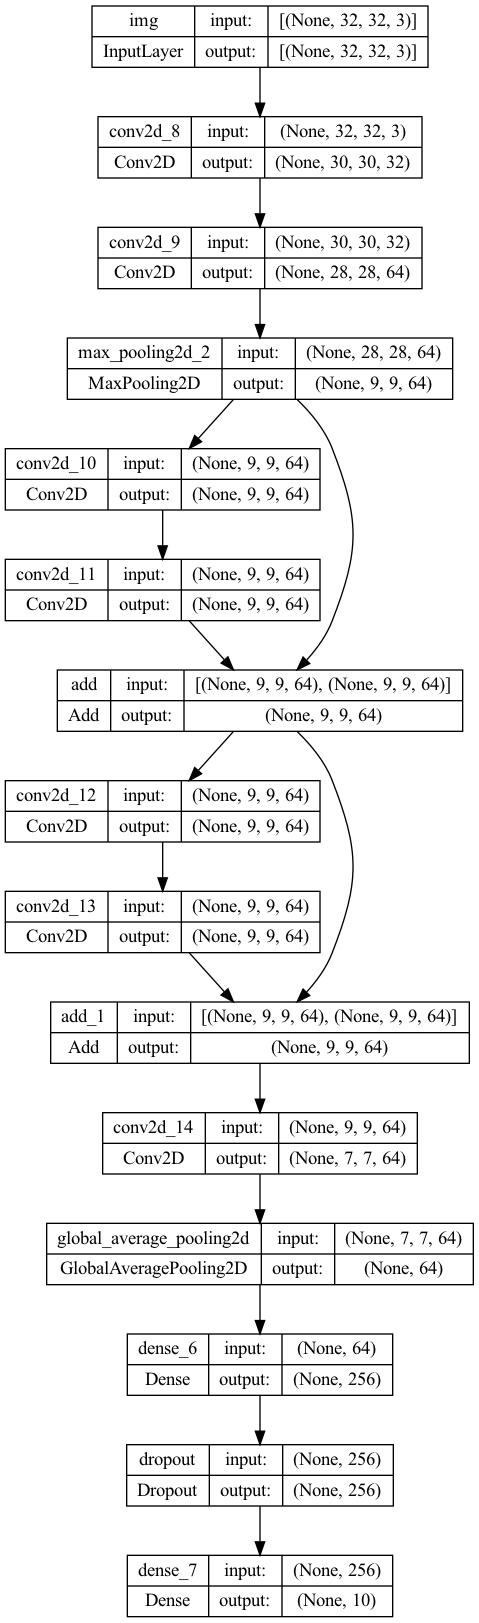 img input: [(None, 32, 32, 3)]
InputLayer output: [(None, 32, 32, 3)]
conv2d_8 input: (None, 32, 32, 3)
Conv2D output: (None, 30, 30, 32)
conv2d_9 input: (None, 30, 30, 32)
Conv2D output: (None, 28, 28, 64)
max_pooling2d_2 input: (None, 28, 28, 64)
MaxPooling2D output: (None, 9, 9, 64)
conv2d_10 input: (None, 9, 9, 64)
Conv2D output: (None, 9, 9, 64)
conv2d_11 input: (None, 9, 9, 64)
Conv2D output: (None, 9, 9, 64)
add input: [(None, 9, 9, 64), (None, 9, 9, 64)]
Add output: (None, 9, 9, 64)
conv2d_12 input: (None, 9, 9, 64)
Conv2D output: (None, 9, 9, 64)
conv2d_13 input: (None, 9, 9, 64)
Conv2D output: (None, 9, 9, 64)
add_1 input: [(None, 9, 9, 64), (None, 9, 9, 64)]
Add output: (None, 9, 9, 64)
conv2d_14 input: (None, 9, 9, 64)
Conv2D output: (None, 7, 7, 64)
global_average_pooling2d input: (None, 7, 7, 64)
GlobalAveragePooling2D output: (None, 64)
dense_6 input: (None, 64)
Dense output: (None, 256)
dropout input: (None, 256)
Dropout output: (None, 256)
dense_7 input: (None, 256)
Dense output: (None, 10)